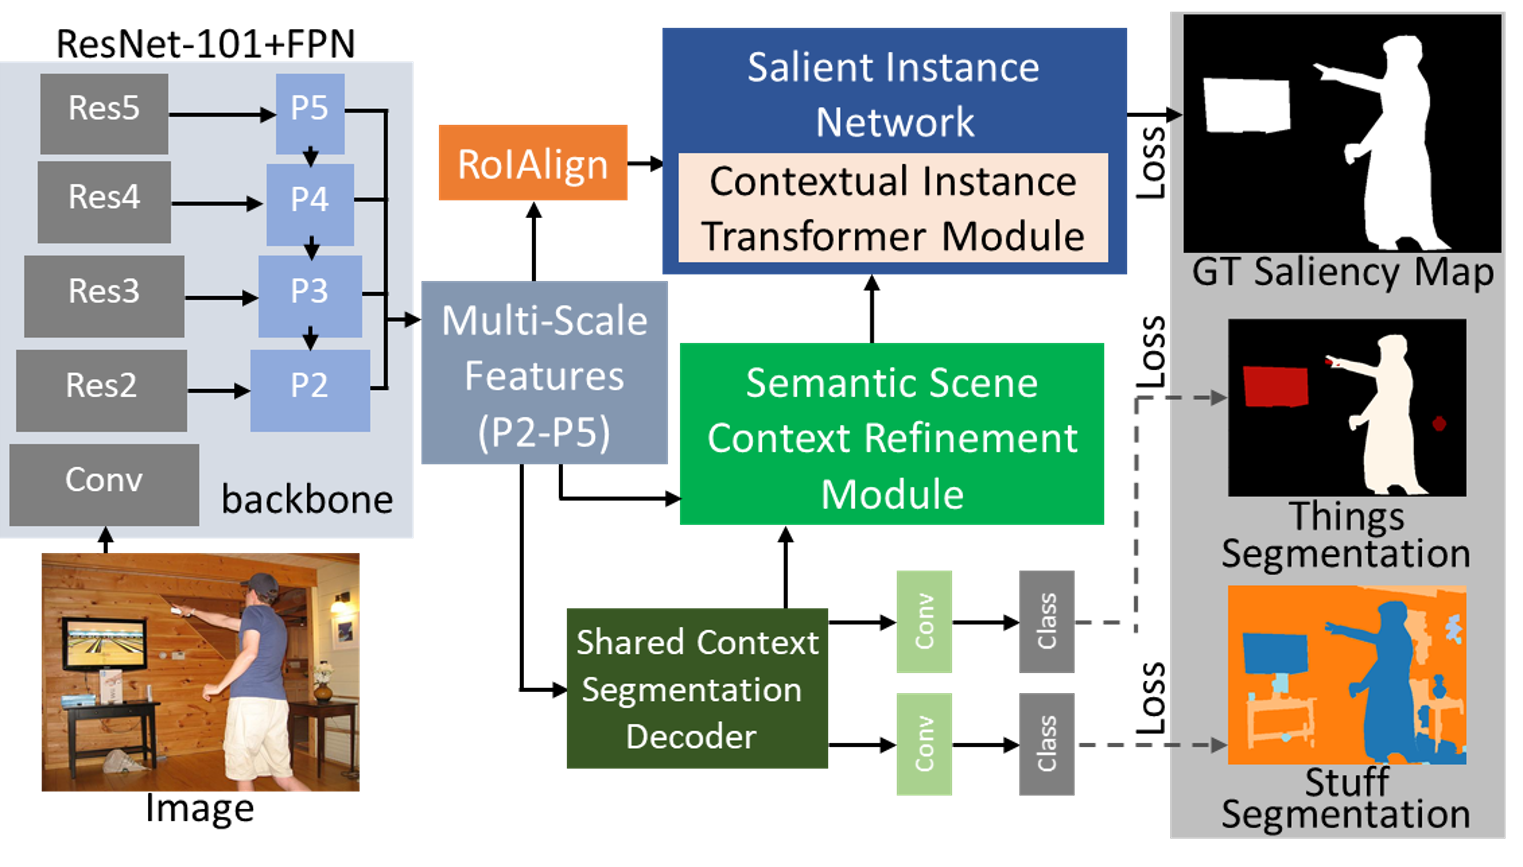 ResNet-101+FPN
Res5
P5
Res4
P4
Res3
P3
Res2
P2
Conv
backbone
Image
RoIAlign
Multi-Scale
Features
(P2-P5)
Salient Instance
Network
Contextual Instance
Transformer Module
Semantic Scene
Context Refinement
Module
Shared Context
Segmentation
Decoder
Conv
Class
Conv
Class
Loss
GT Saliency Map
Loss
Things
Segmentation
Loss
Stuff
Segmentation